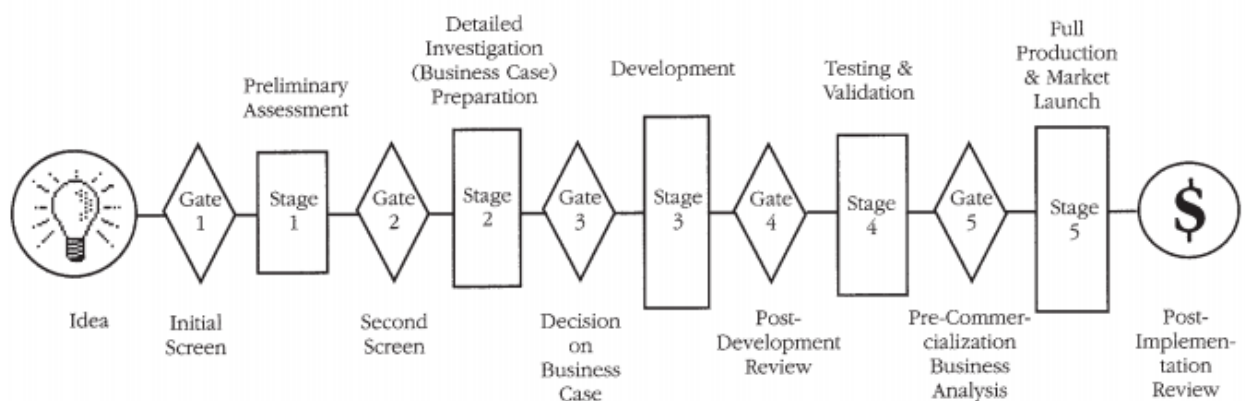 Idea
Gate
1
Initial
Screen
Preliminary
Assessment
Stage
1
Gate
2
Second
Screen
Detailed
Investigation
(Business Case)
Preparation
Stage
2
Gate
3
Decision
on
Business
Case
Development
Stage
3
Gate
4
Post-
Development
Review
Testing &
Validation
Stage
4
Gate
5
Pre-Commer-
cialization
Business
Analysis
Full
Production
& Market
Launch
Stage
5
$
Post-
Implemen-
tation
Review